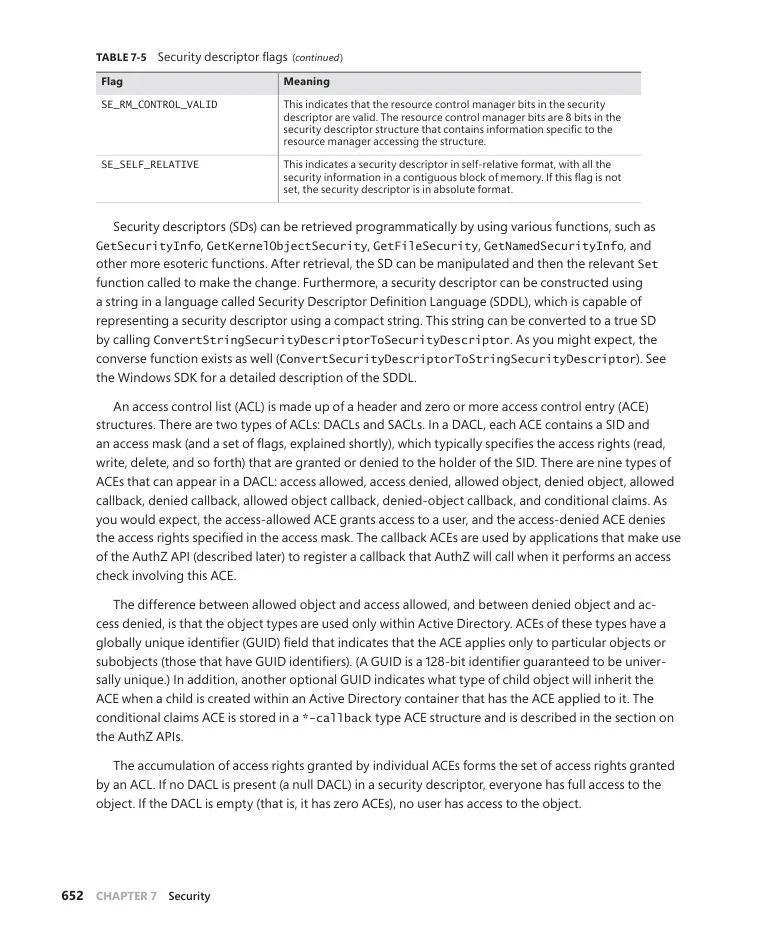 TABLE 7-5 Security descriptor flags (continued)
Flag Meaning
SE_RM_CONTROL_VALID This indicates that the resource control manager bits in the security
descriptor are valid. The resource control manager bits are 8 bits in the
security descriptor structure that contains information specific to the
resource manager accessing the structure.
SE_SELF_RELATIVE This indicates a security descriptor in self-relative format, with all the
security information in a contiguous block of memory. If this flag is not
set, the security descriptor is in absolute format.
Security descriptors (SDs) can be retrieved programmatically by using various functions, such as
GetSecurityInfo, GetKernelObjectSecurity, GetFileSecurity, GetNamedSecurityInfo, and
other more esoteric functions. After retrieval, the SD can be manipulated and then the relevant Set
function called to make the change. Furthermore, a security descriptor can be constructed using
a string in a language called Security Descriptor Definition Language (SDDL), which is capable of
representing a security descriptor using a compact string. This string can be converted to a true SD
by calling ConvertStringSecurityDescriptorToSecurityDescriptor. As you might expect, the
converse function exists as well (ConvertSecurityDescriptorToStringSecurityDescriptor). See
the Windows SDK for a detailed description of the SDDL.
An access control list (ACL) is made up of a header and zero or more access control entry (ACE)
structures. There are two types of ACLs: DACLs and SACLs. In a DACL, each ACE contains a SID and
an access mask (and a set of flags, explained shortly), which typically specifies the access rights (read,
write, delete, and so forth) that are granted or denied to the holder of the SID. There are nine types of
ACEs that can appear in a DACL: access allowed, access denied, allowed object, denied object, allowed
callback, denied callback, allowed object callback, denied-object callback, and conditional claims. As
you would expect, the access-allowed ACE grants access to a user, and the access-denied ACE denies
the access rights specified in the access mask. The callback ACEs are used by applications that make use
of the AuthZ API (described later) to register a callback that AuthZ will call when it performs an access
check involving this ACE.
The difference between allowed object and access allowed, and between denied object and ac-
cess denied, is that the object types are used only within Active Directory. ACEs of these types have a
globally unique identifier (GUID) field that indicates that the ACE applies only to particular objects or
subobjects (those that have GUID identifiers). (A GUID is a 128-bit identifier guaranteed to be univer-
sally unique.) In addition, another optional GUID indicates what type of child object will inherit the
ACE when a child is created within an Active Directory container that has the ACE applied to it. The
conditional claims ACE is stored in a *-callback type ACE structure and is described in the section on
the AuthZ APIs.
The accumulation of access rights granted by individual ACEs forms the set of access rights granted
by an ACL. If no DACL is present (a null DACL) in a security descriptor, everyone has full access to the
object. If the DACL is empty (that is, it has zero ACEs), no user has access to the object.
652 CHAPTER 7 Security